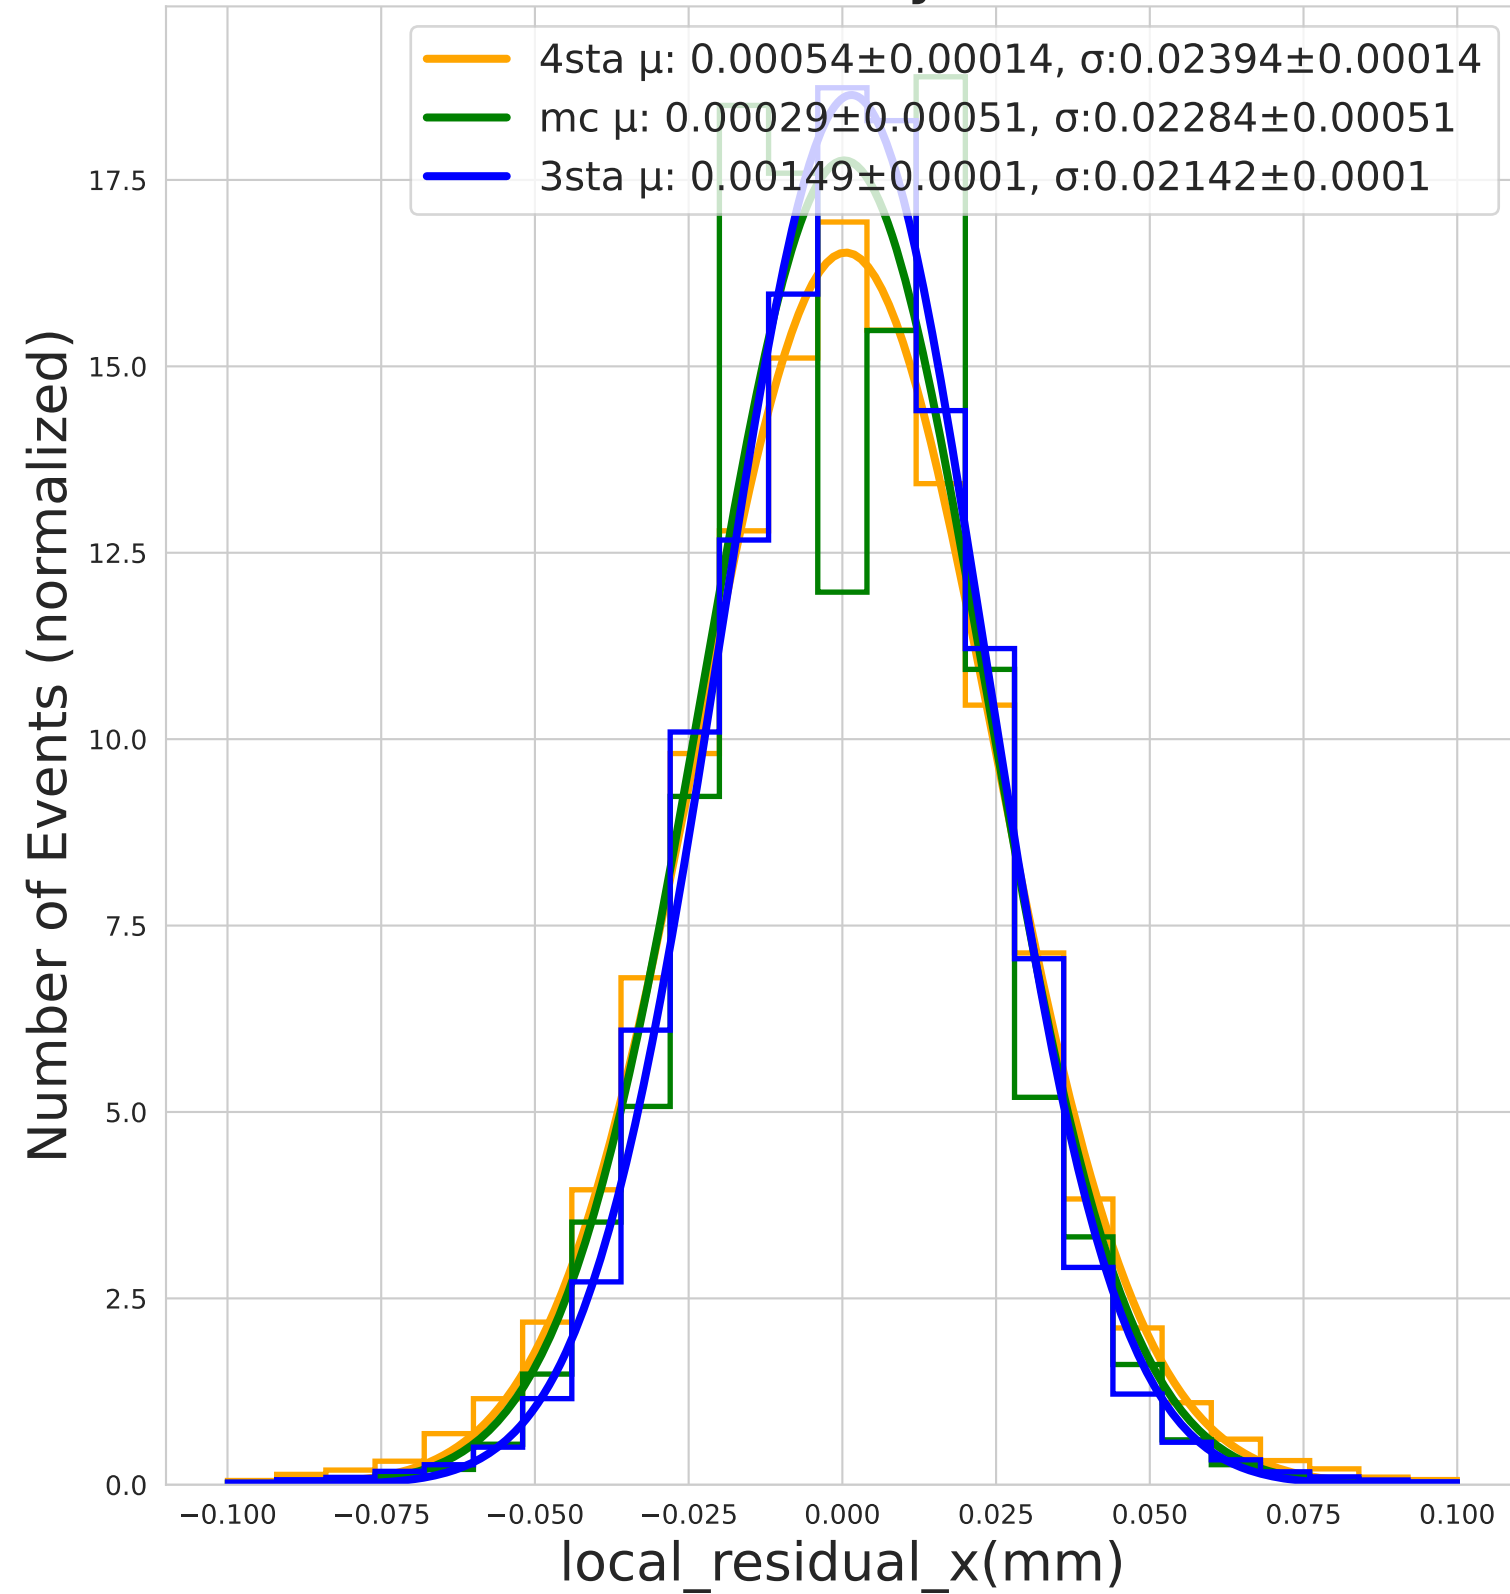 4sta μ: 0.00054±0.00014, σ:0.02394±0.00014
mc μ: 0.00029±0.00051, σ:0.02284±0.00051
3sta μ: 0.00149±0.0001, σ:0.02142±0.0001
17.5
15.0
12.5
10.0
7.5
5.0
2.5
0.0
Number of Events (normalized)
−0.100 −0.075 −0.050 −0.025 0.000 0.025 0.050 0.075 0.100
local_residual_x(mm)